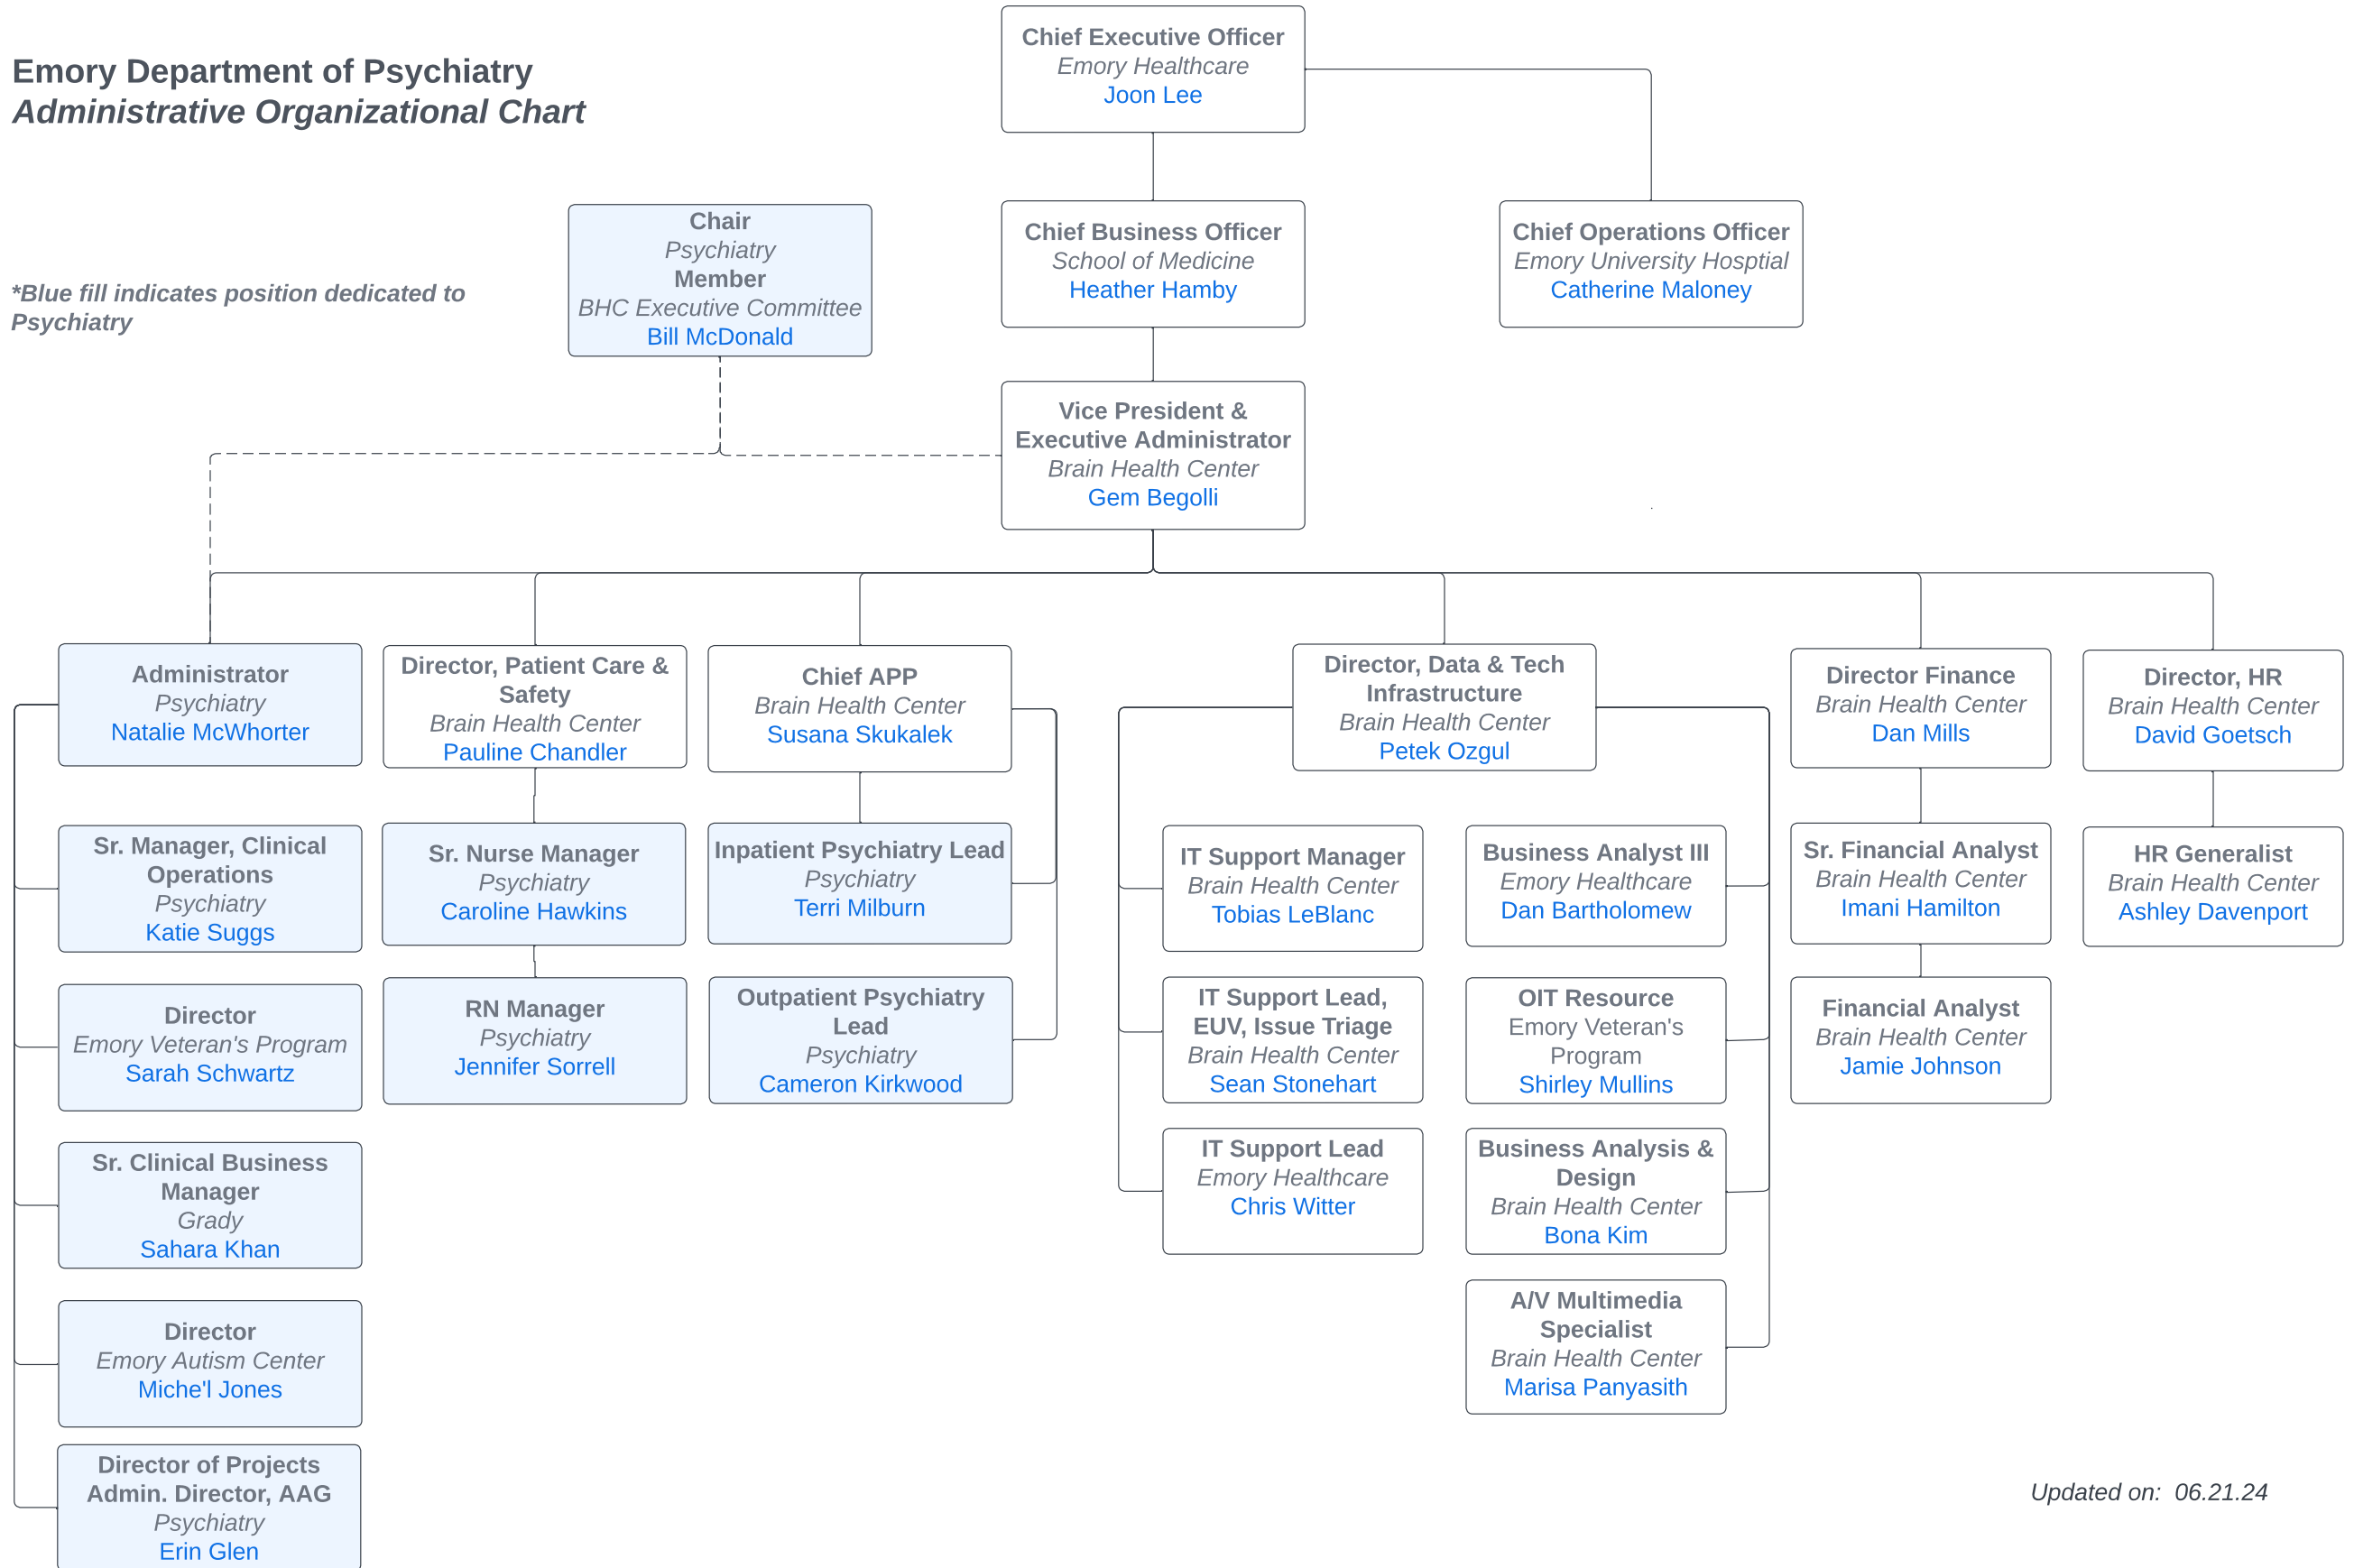 Chief Executive Officer
Emory Healthcare
Joon Lee
Emory Department of Psychiatry
Administrative Organizational Chart
Chair
Psychiatry
Member
BHC Executive Committee
Bill McDonald
Chief Business Officer
School of Medicine
Heather Hamby
Chief Operations Officer
Emory University Hosptial
Catherine Maloney
*Blue fill indicates position dedicated to
Psychiatry
Vice President &
Executive Administrator
Brain Health Center
Gem Begolli
Administrator
Psychiatry
Natalie McWhorter
Director, Patient Care &
Safety
Brain Health Center
Pauline Chandler
Chief APP
Brain Health Center
Susana Skukalek
Director, Data & Tech
Infrastructure
Brain Health Center
Petek Ozgul
Director Finance
Brain Health Center
Dan Mills
Director, HR
Brain Health Center
David Goetsch
Sr. Manager, Clinical
Operations
Psychiatry
Katie Suggs
Sr. Nurse Manager
Psychiatry
Caroline Hawkins
Inpatient Psychiatry Lead
Psychiatry
Terri Milburn
IT Support Manager
Brain Health Center
Tobias LeBlanc
Business Analyst III
Emory Healthcare
Dan Bartholomew
Sr. Financial Analyst
Brain Health Center
Imani Hamilton
HR Generalist
Brain Health Center
Ashley Davenport
Director
Emory Veteran's Program
Sarah Schwartz
RN Manager
Psychiatry
Jennifer Sorrell
Outpatient Psychiatry
Lead
Psychiatry
Cameron Kirkwood
IT Support Lead,
EUV, Issue Triage
Brain Health Center
Sean Stonehart
OIT Resource
Emory Veteran's
Program
Shirley Mullins
Financial Analyst
Brain Health Center
Jamie Johnson
Sr. Clinical Business
Manager
Grady
Sahara Khan
IT Support Lead
Emory Healthcare
Chris Witter
Business Analysis &
Design
Brain Health Center
Bona Kim
Director
Emory Autism Center
Miche'l Jones
A/V Multimedia
Specialist
Brain Health Center
Marisa Panyasith
Director of Projects
Admin. Director, AAG
Psychiatry
Erin Glen
Updated on: 06.21.24